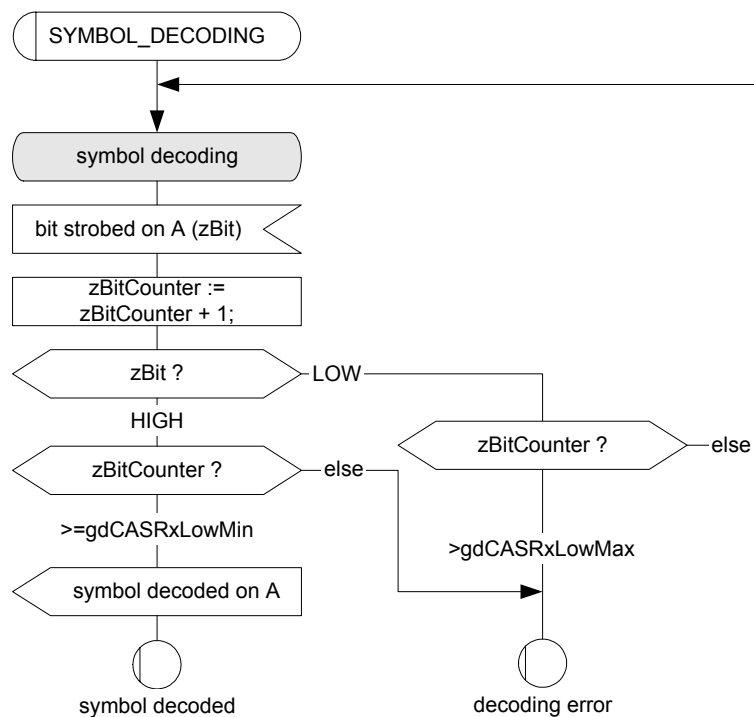 SYMBOL_DECODING
symbol decoding
bit strobed on A (zBit)
zBitCounter :=
zBitCounter + 1;
zBit ?
LOW
HIGH
zBitCounter ?
else
zBitCounter ?
else
>=gdCASRxLowMin
>gdCASRxLowMax
symbol decoded on A
symbol decoded
decoding error